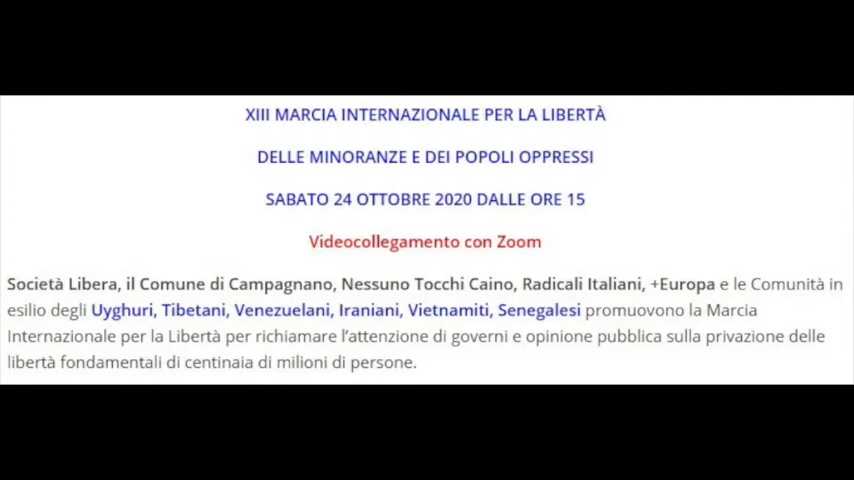 XIII MARCIA INTERNAZIONALE PER LA LIBERTÀ
DELLE MINORANZE E DEI POPOLI OPPRESSI
SABATO 24 OTTOBRE 2020 DALLE ORE 15
Videocollegamento con Zoom
Società Libera, il Comune di Campagnano, Nessuno Tocchi Caino, Radicali Italiani, +Europa e le Comunità in
esilio degli Uyghuri, Tibetani, Venezuelani, Iraniani, Vietnamiti, Senegalesi promuovono la Marcia
Internazionale per la Libertà per richiamare l'attenzione di governi e opinione pubblica sulla privazione delle
libertà fondamentali di centinaia di milioni di persone.